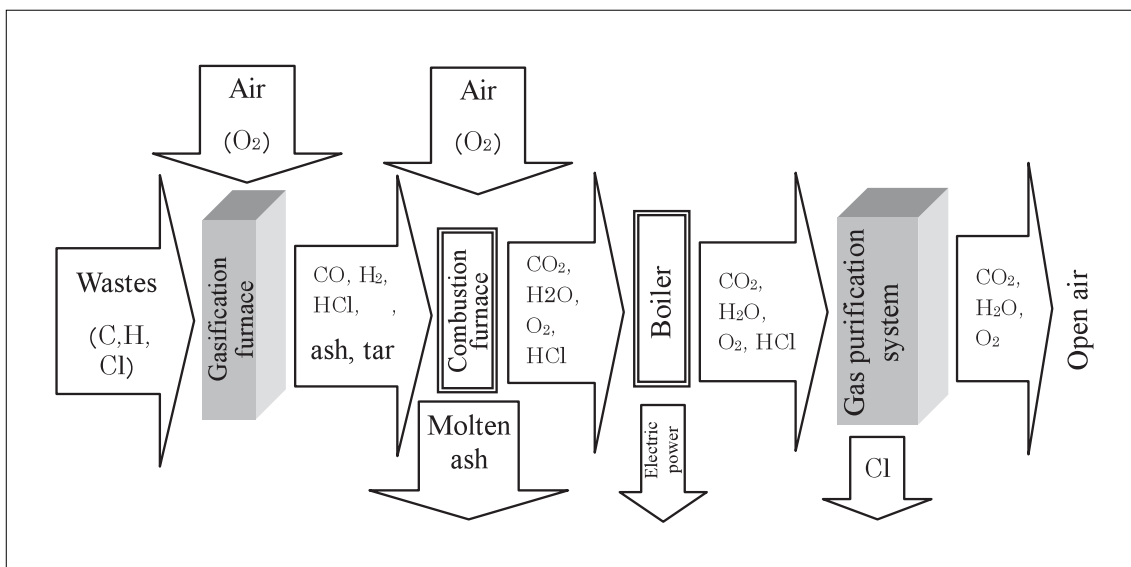 Air
(O₂)
Air
(O₂)
Wastes
(C,H,
Cl)
Gasification
furnace
CO, H₂,
HCl, ,
ash, tar
Combustion
furnace
CO₂,
H2O,
O₂,
HCl
Boiler
CO₂,
H₂O,
O₂, HCl
Gas purification
system
CO₂,
H₂O,
O₂
Open air
Molten
ash
Electric
power
Cl